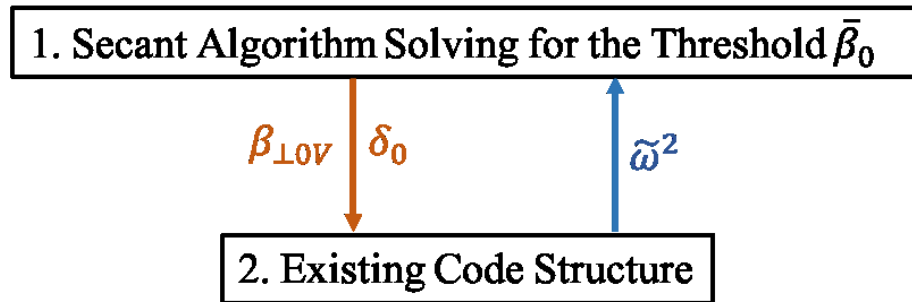 1. Secant Algorithm Solving for the Threshold β̄₀
β⊥0V δ₀ ω̃²
2. Existing Code Structure